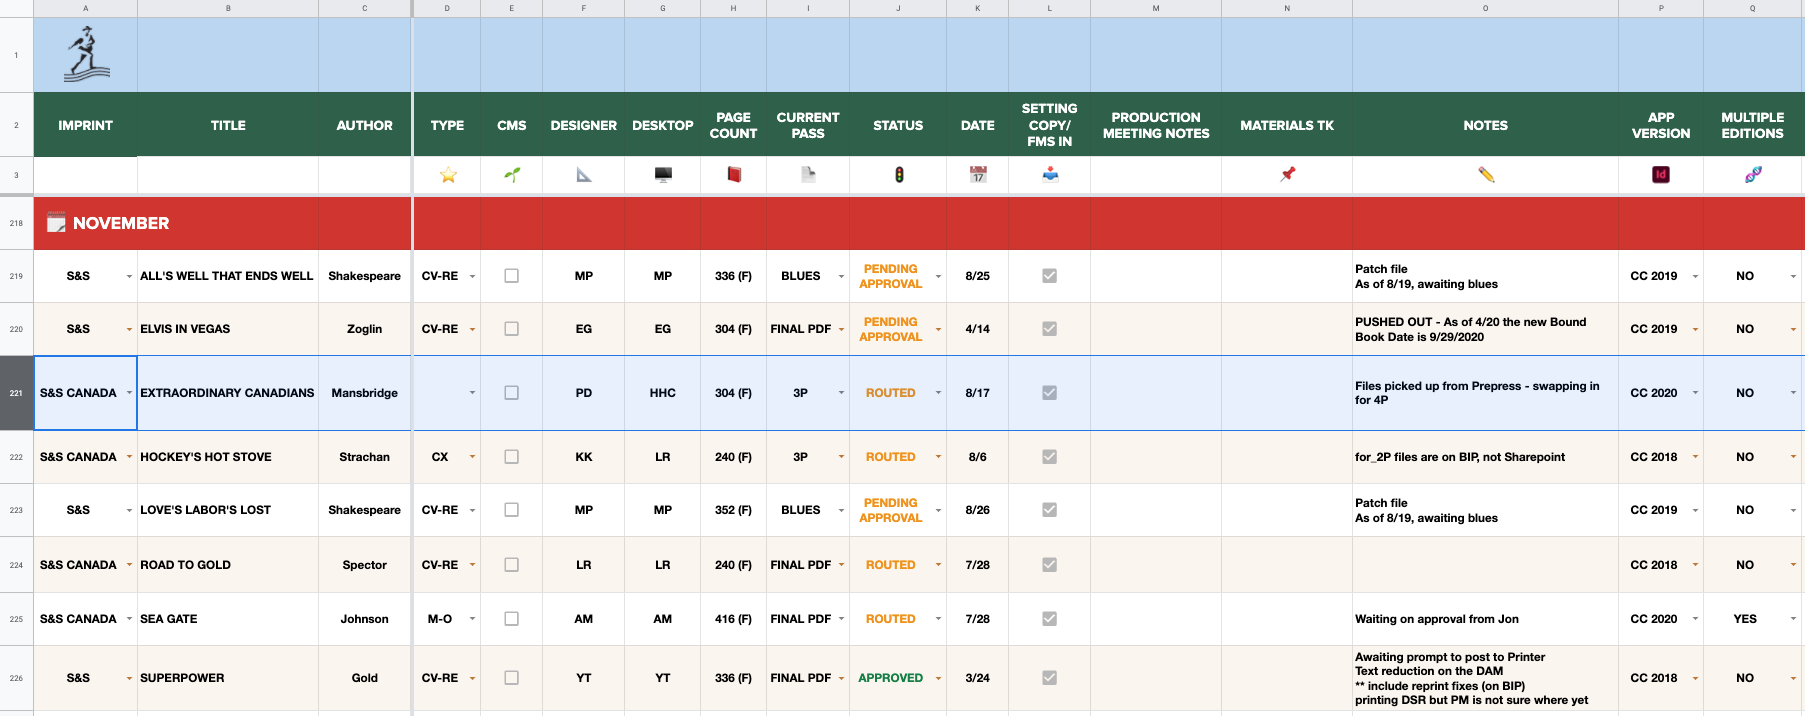 A B C D E F G H I J K L M N O P Q
1
2 IMPRINT TITLE AUTHOR TYPE CMS DESIGNER DESKTOP PAGE COUNT CURRENT PASS STATUS DATE SETTING COPY/ FMS IN PRODUCTION MEETING NOTES MATERIALS TK NOTES APP VERSION MULTIPLE EDITIONS
3 17 Id
218 NOVEMBER
219 S&S ALL'S WELL THAT ENDS WELL Shakespeare CV-RE MP MP 336 (F) BLUES PENDING APPROVAL 8/25 Patch file
As of 8/19, awaiting blues CC 2019 NO
220 S&S ELVIS IN VEGAS Zoglin CV-RE EG EG 304 (F) FINAL PDF PENDING APPROVAL 4/14 PUSHED OUT - As of 4/20 the new Bound
Book Date is 9/29/2020 CC 2019 NO
221 S&S CANADA EXTRAORDINARY CANADIANS Mansbridge PD HHC 304 (F) 3P ROUTED 8/17 Files picked up from Prepress - swapping in
for 4P CC 2020 NO
222 S&S CANADA HOCKEY'S HOT STOVE Strachan CX KK LR 240 (F) 3P ROUTED 8/6 for_2P files are on BIP, not Sharepoint CC 2018 NO
223 S&S LOVE'S LABOR'S LOST Shakespeare CV-RE MP MP 352 (F) BLUES PENDING APPROVAL 8/26 Patch file
As of 8/19, awaiting blues CC 2019 NO
224 S&S CANADA ROAD TO GOLD Spector CV-RE LR LR 240 (F) FINAL PDF ROUTED 7/28 CC 2018 NO
225 S&S CANADA SEA GATE Johnson M-O AM AM 416 (F) FINAL PDF ROUTED 7/28 Waiting on approval from Jon CC 2020 YES
226 S&S SUPERPOWER Gold CV-RE YT YT 336 (F) FINAL PDF APPROVED 3/24 Awaiting prompt to post to Printer
Text reduction on the DAM
** include reprint fixes (on BIP)
printing DSR but PM is not sure where yet CC 2018 NO